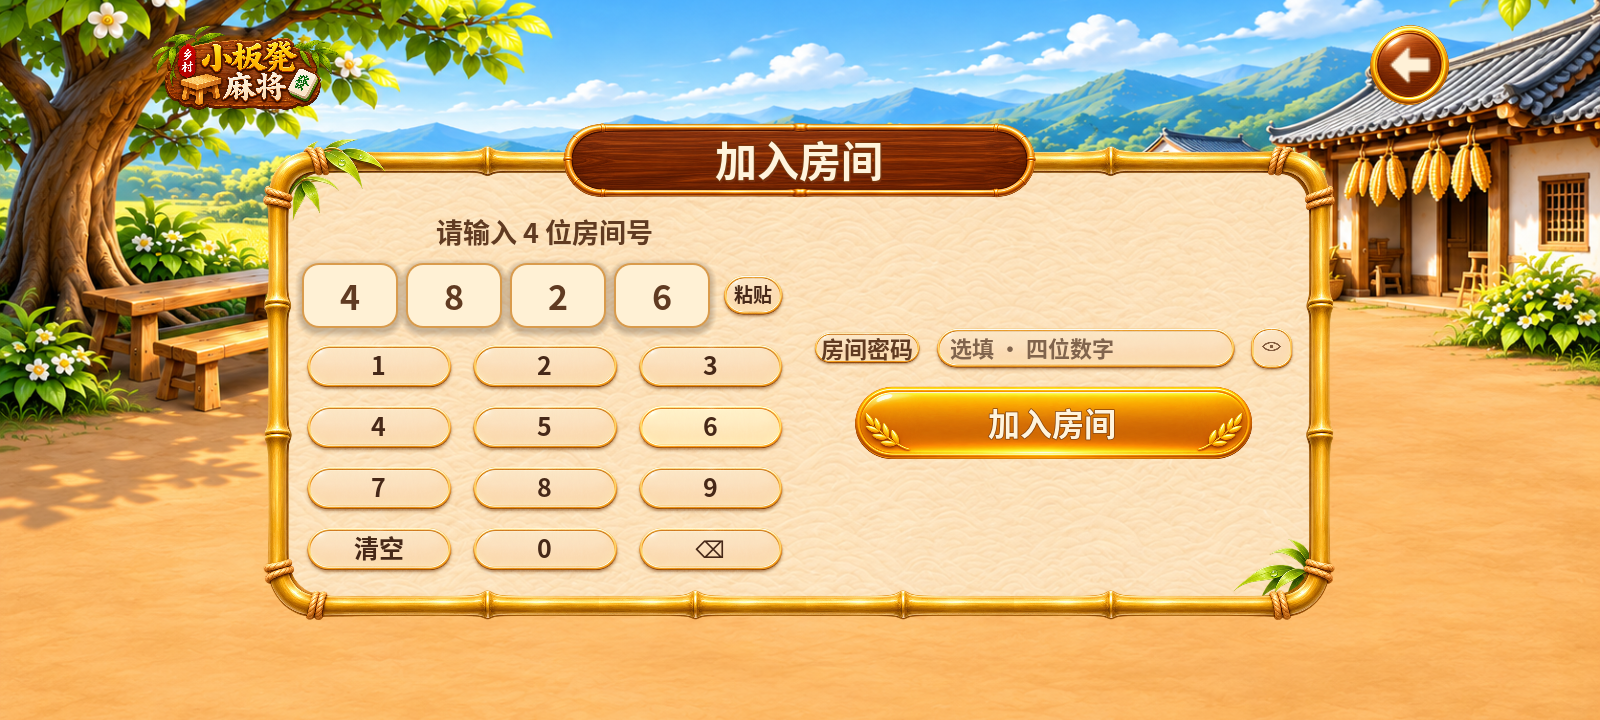 乡村
小板凳
麻将
發
加入房间
请输入 4 位房间号
4 8 2 6 粘贴
1 2 3
4 5 6
7 8 9
清空 0 ⌫
房间密码 选填 · 四位数字
加入房间